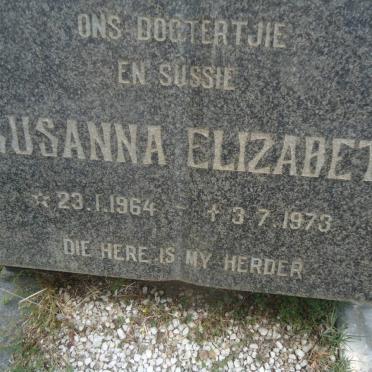 ONS DOGTERTJIE
EN SUSSIE
SUSANNA ELIZABET
☆ 23.1.1964 - ✝ 3.7.1973
DIE HERE IS MY HERDER